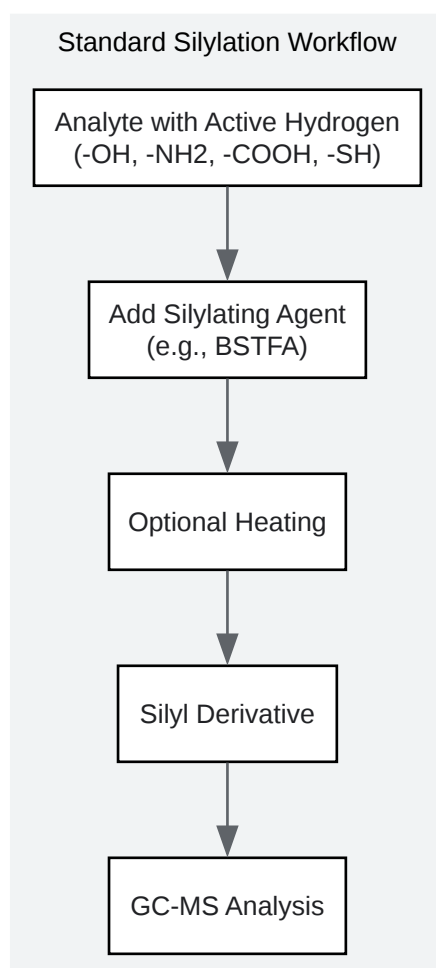 Standard Silylation Workflow
Analyte with Active Hydrogen
(-OH, -NH2, -COOH, -SH)
Add Silylating Agent
(e.g., BSTFA)
Optional Heating
Silyl Derivative
GC-MS Analysis